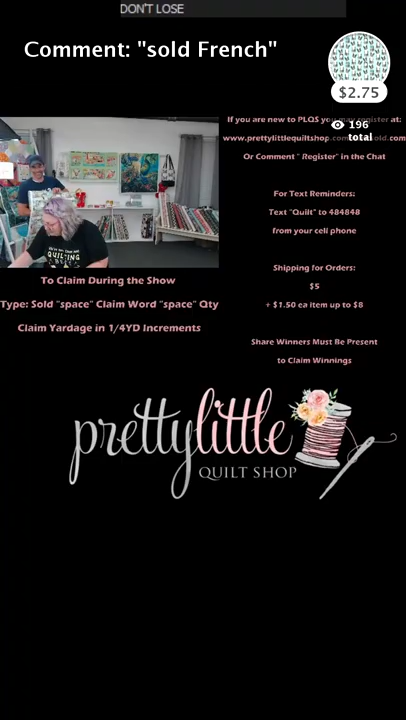 DON'T LOSE
Comment: "sold French"
$2.75
196
total
If you are new to PLQS you may register at:
www.prettylittlequiltshop.com
Or Comment " Register" in the Chat
For Text Reminders:
Text "Quilt" to 484848
from your cell phone
Shipping for Orders:
$5
+ $1.50 ea item up to $8
Share Winners Must Be Present
to Claim Winnings
QUILTING
To Claim During the Show
Type: Sold "space" Claim Word "space" Qty
Claim Yardage in 1/4YD Increments
prettylittle
QUILT SHOP